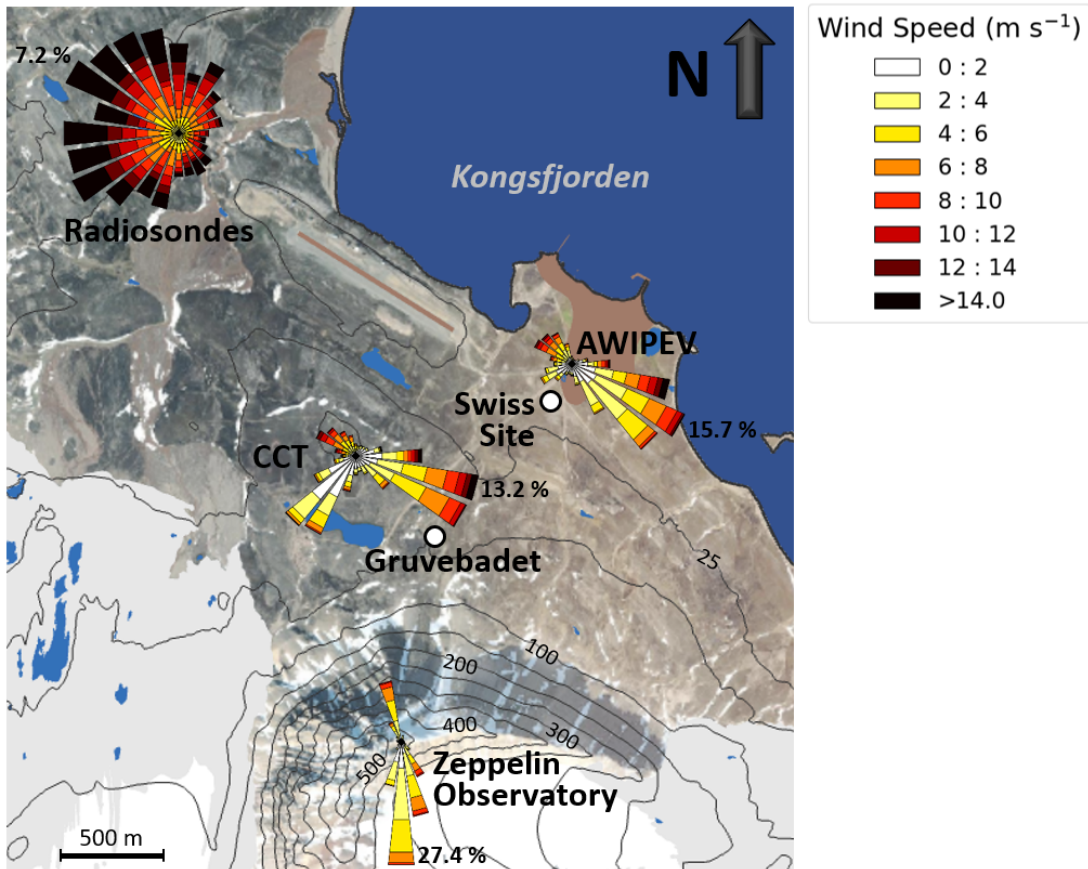 7.2 %
Radiosondes
N
Kongsfjorden
AWIPEV
Swiss
Site
15.7 %
CCT
13.2 %
Gruvebadet
25
100
200
400
300
500
Zeppelin
Observatory
27.4 %
500 m
Wind Speed (m s⁻¹)
0 : 2
2 : 4
4 : 6
6 : 8
8 : 10
10 : 12
12 : 14
>14.0